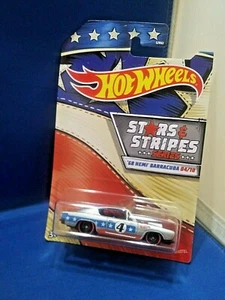 HOT WHEELS
STARS & STRIPES
SERIES
'68 HEMI BARRACUDA 04/10
4